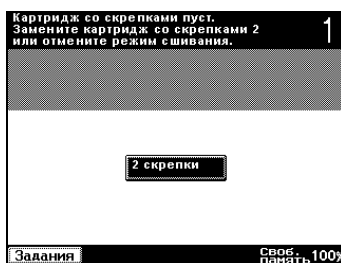 Картридж со скрепками пуст.
Замените картридж со скрепками 2
или отмените режим сшивания.
1
2 скрепки
Задания
Своб.
память 100%